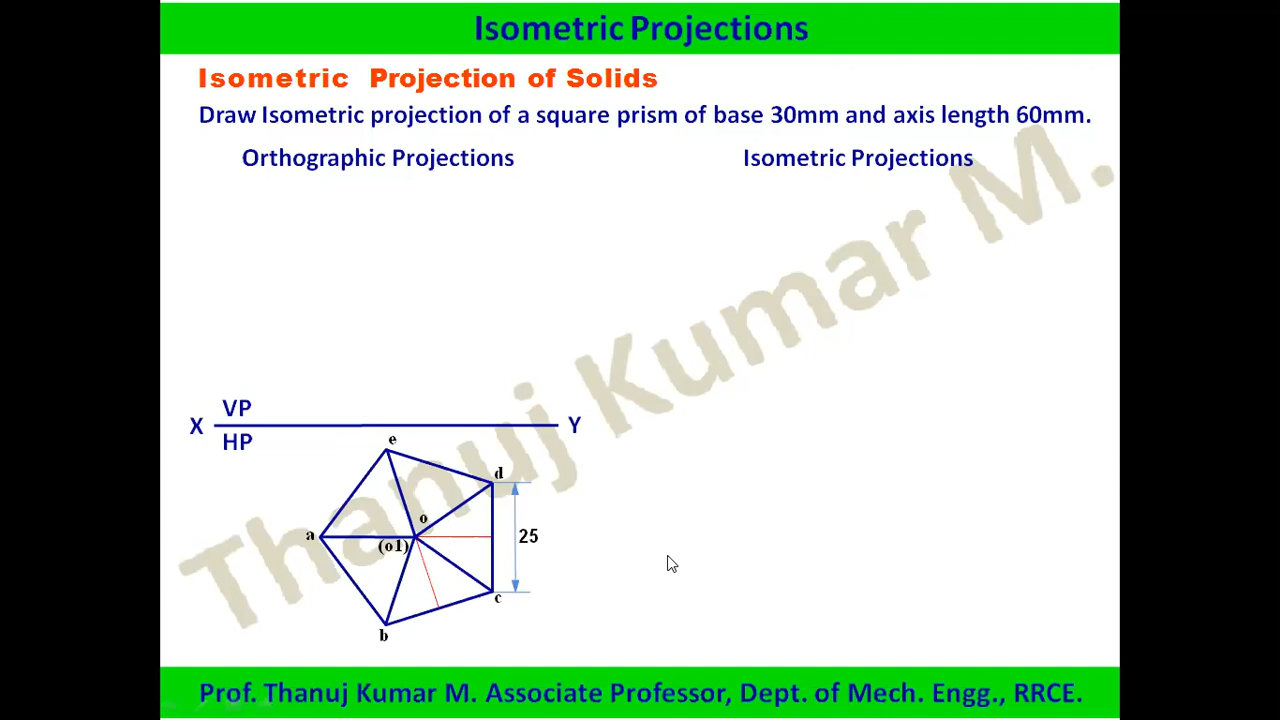 Isometric Projections
Isometric Projection of Solids
Draw Isometric projection of a square prism of base 30mm and axis length 60mm.
Orthographic Projections
Isometric Projections
Thanuj Kumar M.
VP
X
Y
HP
e
d
o
a
(o1)
25
c
b
Prof. Thanuj Kumar M. Associate Professor, Dept. of Mech. Engg., RRCE.